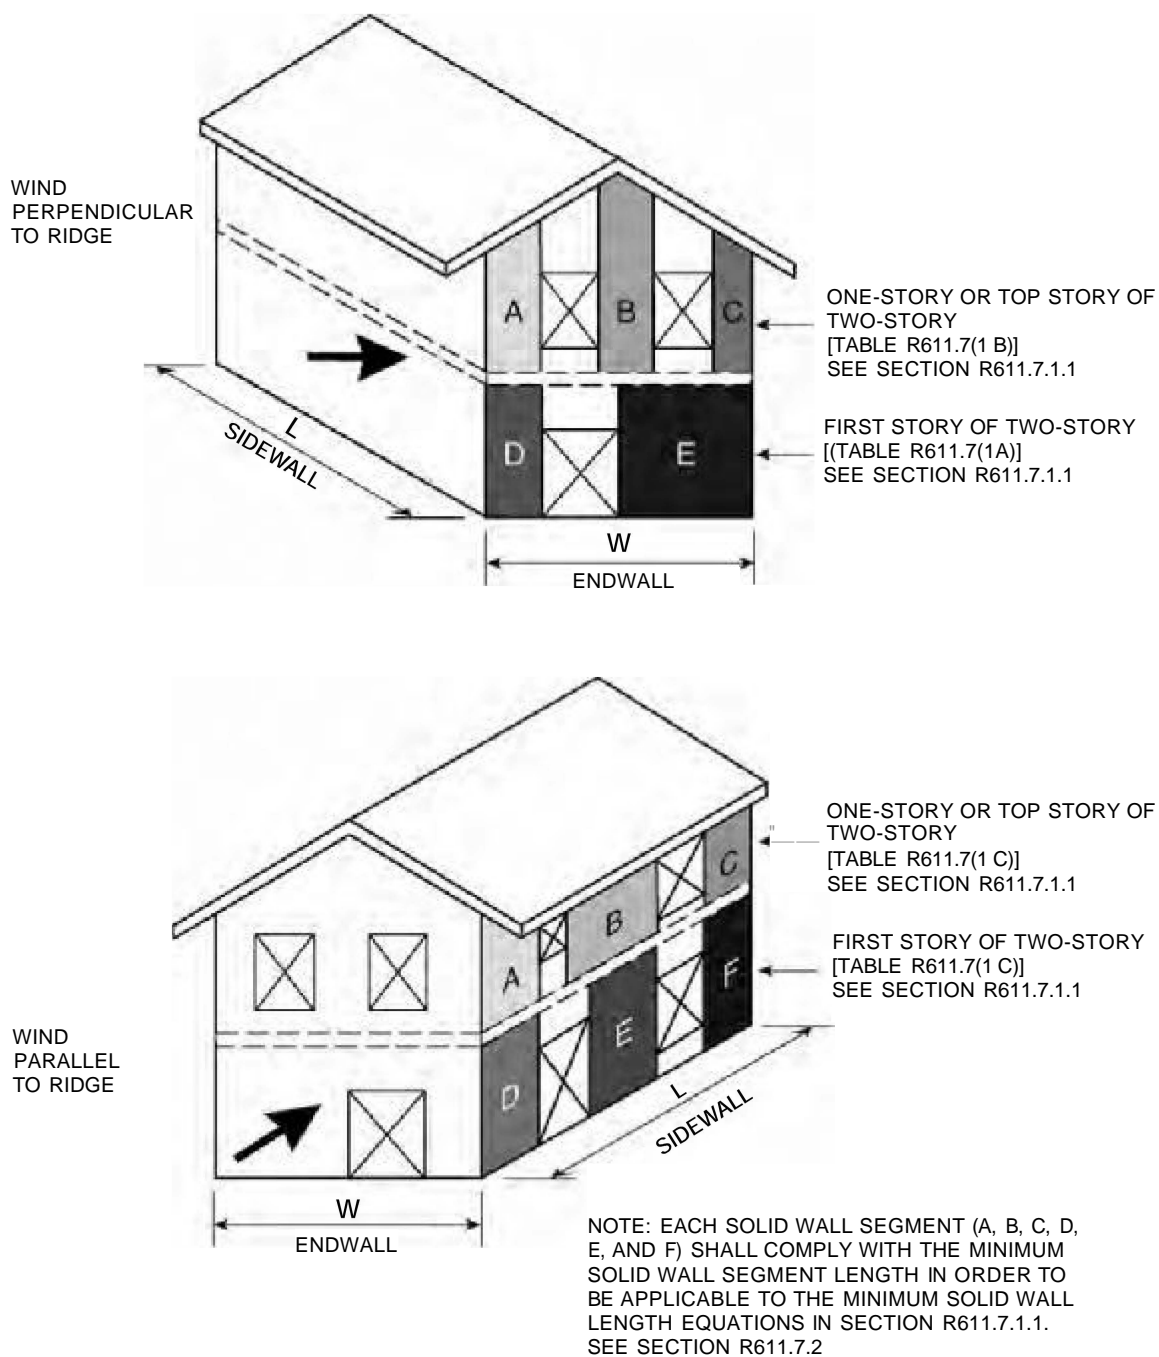 WIND
PERPENDICULAR
TO RIDGE
A
B
C
D
E
L
SIDEWALL
W
ENDWALL
ONE-STORY OR TOP STORY OF
TWO-STORY
[TABLE R611.7(1 B)]
SEE SECTION R611.7.1.1
FIRST STORY OF TWO-STORY
[(TABLE R611.7(1A)]
SEE SECTION R611.7.1.1
WIND
PARALLEL
TO RIDGE
A
B
C
D
E
F
L
SIDEWALL
W
ENDWALL
ONE-STORY OR TOP STORY OF
TWO-STORY
[TABLE R611.7(1 C)]
SEE SECTION R611.7.1.1
FIRST STORY OF TWO-STORY
[TABLE R611.7(1 C)]
SEE SECTION R611.7.1.1
NOTE: EACH SOLID WALL SEGMENT (A, B, C, D,
E, AND F) SHALL COMPLY WITH THE MINIMUM
SOLID WALL SEGMENT LENGTH IN ORDER TO
BE APPLICABLE TO THE MINIMUM SOLID WALL
LENGTH EQUATIONS IN SECTION R611.7.1.1.
SEE SECTION R611.7.2